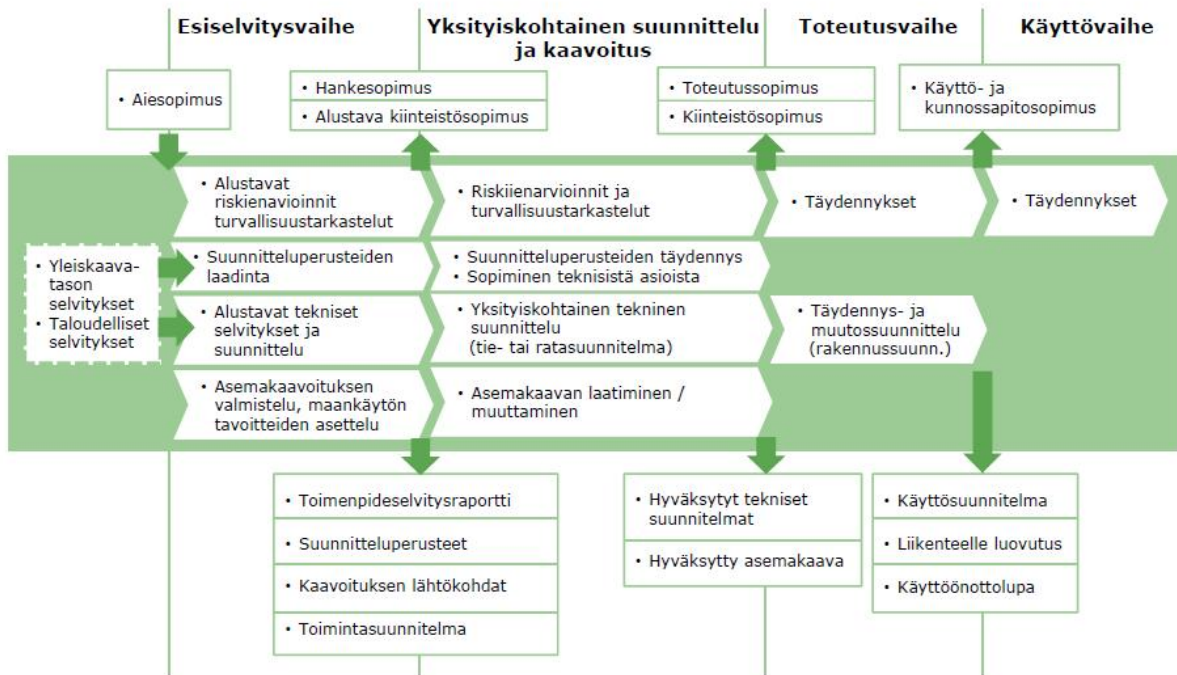 Esiselvitysvaihe
Yksityiskohtainen suunnittelu
ja kaavoitus
Toteutusvaihe
Käyttövaihe
• Aiesopimus
• Hankesopimus
• Alustava kiinteistösopimus
• Toteutussopimus
• Kiinteistösopimus
• Käyttö- ja
kunnossapitosopimus
• Alustavat
riskienavioinnit
turvallisuustarkastelut
• Riskiienarvioinnit ja
turvallisuustarkastelut
• Täydennykset
• Täydennykset
• Yleiskaava-
tason
selvitykset
• Taloudelliset
selvitykset
• Suunnitteluperusteiden
laadinta
• Suunnitteluperusteiden täydennys
• Sopiminen teknisistä asioista
• Alustavat tekniset
selvitykset ja
suunnittelu
• Yksityiskohtainen tekninen
suunnittelu
(tie- tai ratasuunnitelma)
• Täydennys- ja
muutossuunnittelu
(rakennussuunn.)
• Asemakaavoituksen
valmistelu, maankäytön
tavoitteiden asettelu
• Asemakaavan laatiminen /
muuttaminen
• Toimenpideselvitysraportti
• Suunnitteluperusteet
• Kaavoituksen lähtökohdat
• Toimintasuunnitelma
• Hyväksytyt tekniset
suunnitelmat
• Hyväksytty asemakaava
• Käyttösuunnitelma
• Liikenteelle luovutus
• Käyttöönottolupa